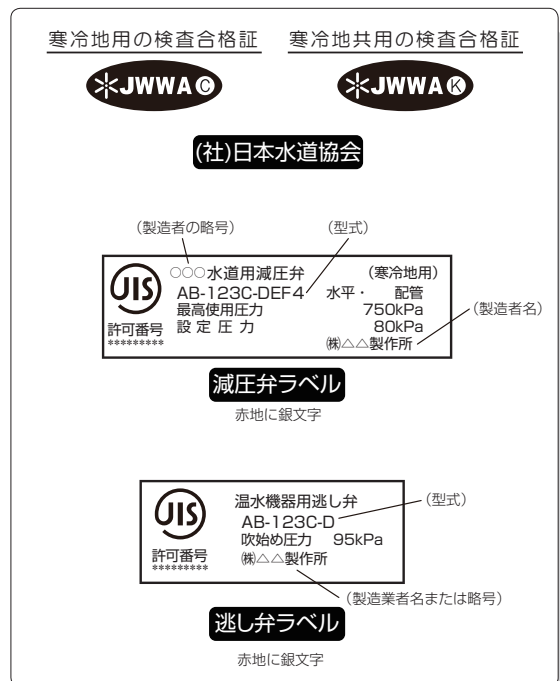 寒冷地用の検査合格証 寒冷地共用の検査合格証
JWWA C JWWA K
(社)日本水道協会
(製造者の略号) (型式)
JIS ○○○水道用減圧弁 (寒冷地用)
AB-123C-DEF4 水平・ 配管
最高使用圧力 750kPa
(製造者名)
許可番号 設定圧力 80kPa
********* ㈱△△製作所
減圧弁ラベル
赤地に銀文字
JIS 温水機器用逃し弁 (型式)
AB-123C-D
吹始め圧力 95kPa
許可番号 ㈱△△製作所
*********
(製造業者名または略号)
逃し弁ラベル
赤地に銀文字